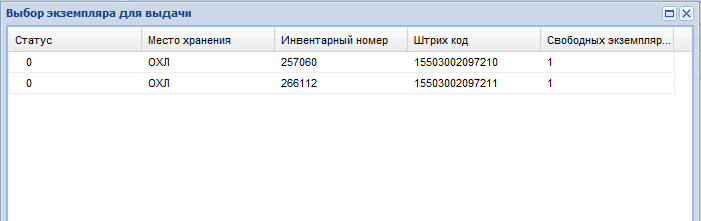 Выбор экземпляра для выдачи
Статус Место хранения Инвентарный номер Штрих код Свободных экземпляр...
0 ОХЛ 257060 15503002097210 1
0 ОХЛ 266112 15503002097211 1